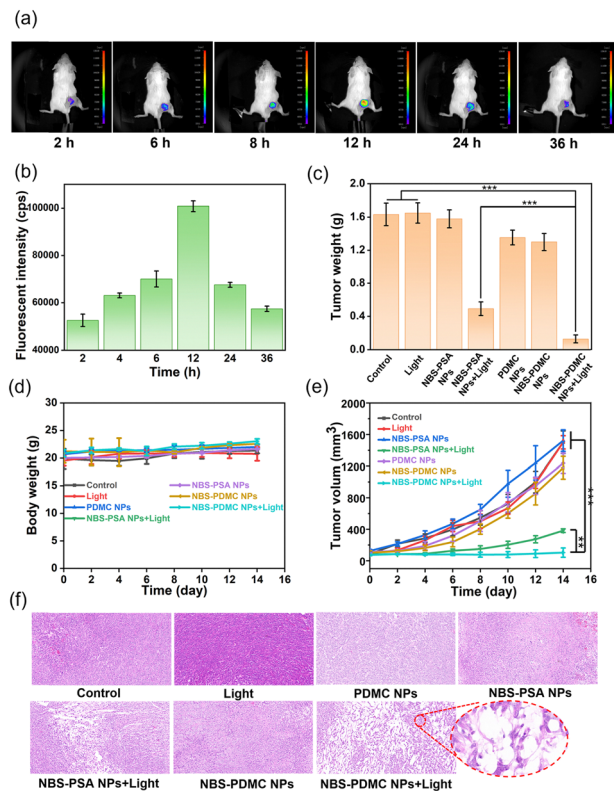 (a)
2 h 6 h 8 h 12 h 24 h 36 h
(b)
Fluorescent intensity (cps)
100000
80000
60000
40000
2 4 6 12 24 36
Time (h)
(c)
Tumor weight (g)
1.6
1.2
0.8
0.4
0.0
***
***
Control
Light
NBS-PSA NPs
NBS-PSA NPs+Light
PDMC NPs
NBS-PDMC NPs
NBS-PDMC NPs+Light
(d)
Body weight (g)
30
25
20
15
10
5
0
Control
Light
PDMC NPs
NBS-PSA NPs+Light
NBS-PSA NPs
NBS-PDMC NPs
NBS-PDMC NPs+Light
0 2 4 6 8 10 12 14 16
Time (day)
(e)
Tumor volum (mm³)
2000
1600
1200
800
400
0
Control
Light
NBS-PSA NPs
NBS-PSA NPs+Light
PDMC NPs
NBS-PDMC NPs
NBS-PDMC NPs+Light
***
**
0 2 4 6 8 10 12 14 16
Time (day)
(f)
Control Light PDMC NPs NBS-PSA NPs
NBS-PSA NPs+Light NBS-PDMC NPs NBS-PDMC NPs+Light